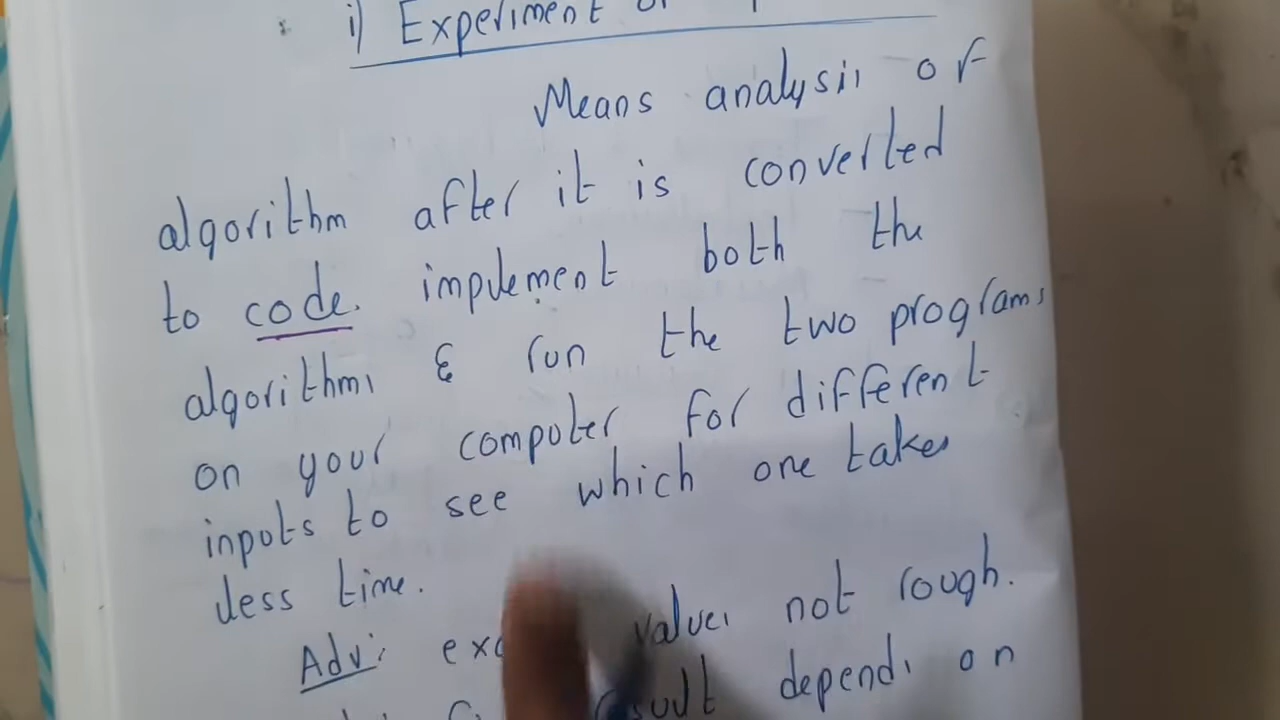 i) Experiment
Means analysis of
algorithm after it is converted
to code. implement both the
algorithms & run the two programs
on your computer for different
inputs to see which one takes
less time.
Adv: values not rough.
depends on